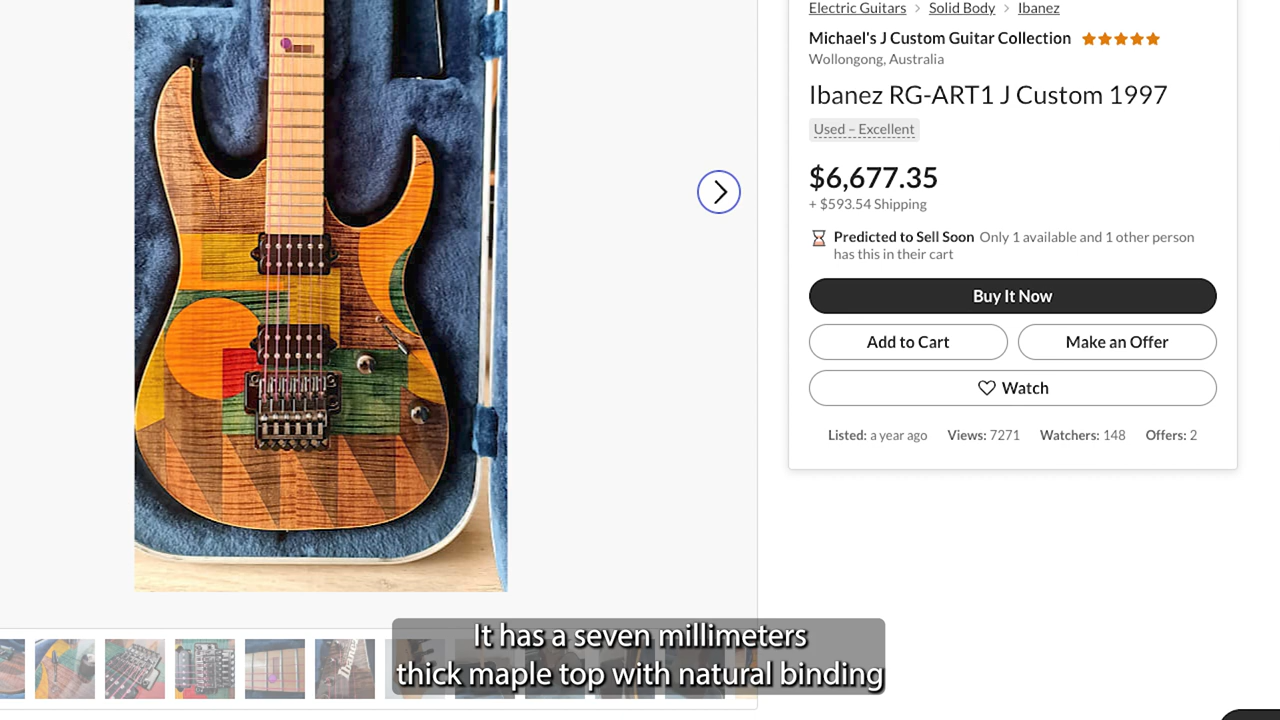 Electric Guitars > Solid Body > Ibanez
Michael's J Custom Guitar Collection
Wollongong, Australia
Ibanez RG-ART1 J Custom 1997
Used – Excellent
$6,677.35
+ $593.54 Shipping
Predicted to Sell Soon Only 1 available and 1 other person
has this in their cart
Buy It Now
Add to Cart
Make an Offer
Watch
Listed: a year ago Views: 7271 Watchers: 148 Offers: 2
Ibanez
It has a seven millimeters
thick maple top with natural binding